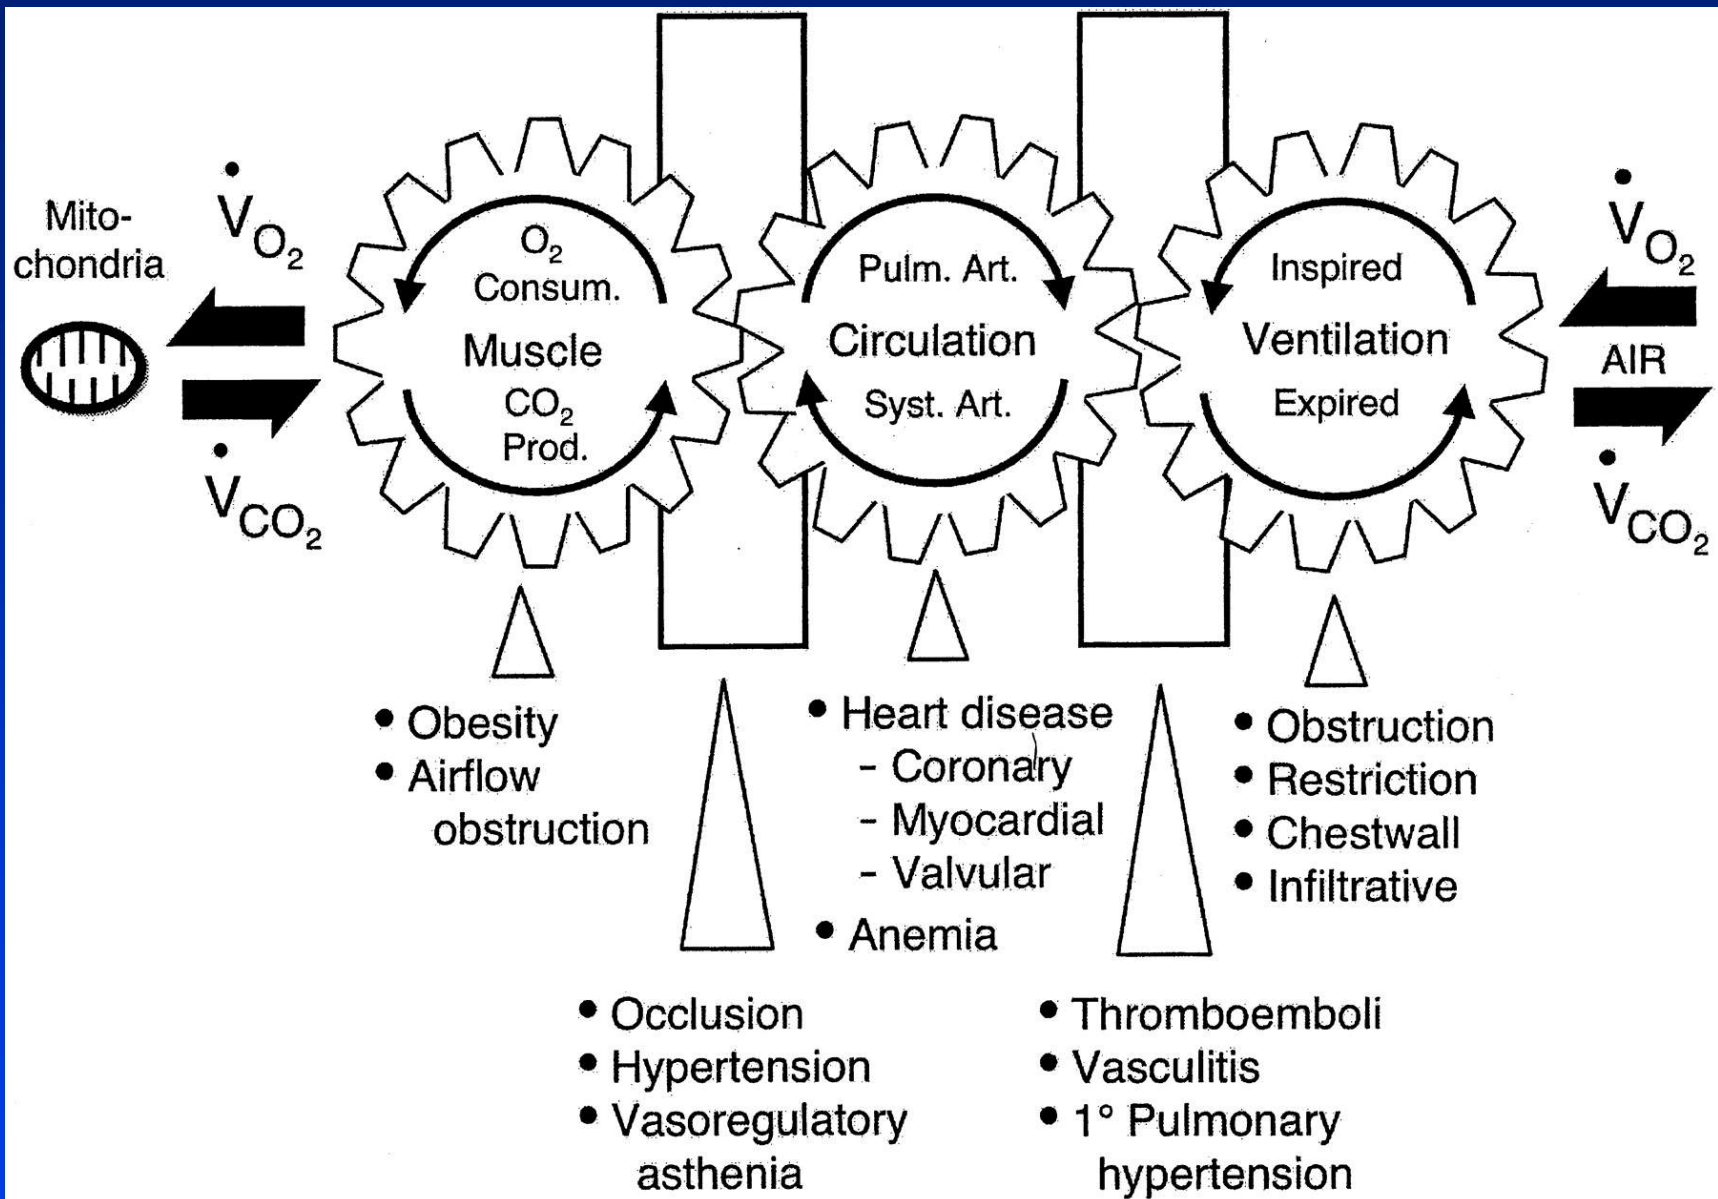 Mito-
chondria
V̇O₂
V̇CO₂
O₂
Consum.
Muscle
CO₂
Prod.
Pulm. Art.
Circulation
Syst. Art.
Inspired
Ventilation
Expired
V̇O₂
AIR
V̇CO₂
• Obesity
• Airflow
obstruction
• Occlusion
• Hypertension
• Vasoregulatory
asthenia
• Heart disease
- Coronary
- Myocardial
- Valvular
• Anemia
• Thromboemboli
• Vasculitis
• 1° Pulmonary
hypertension
• Obstruction
• Restriction
• Chestwall
• Infiltrative